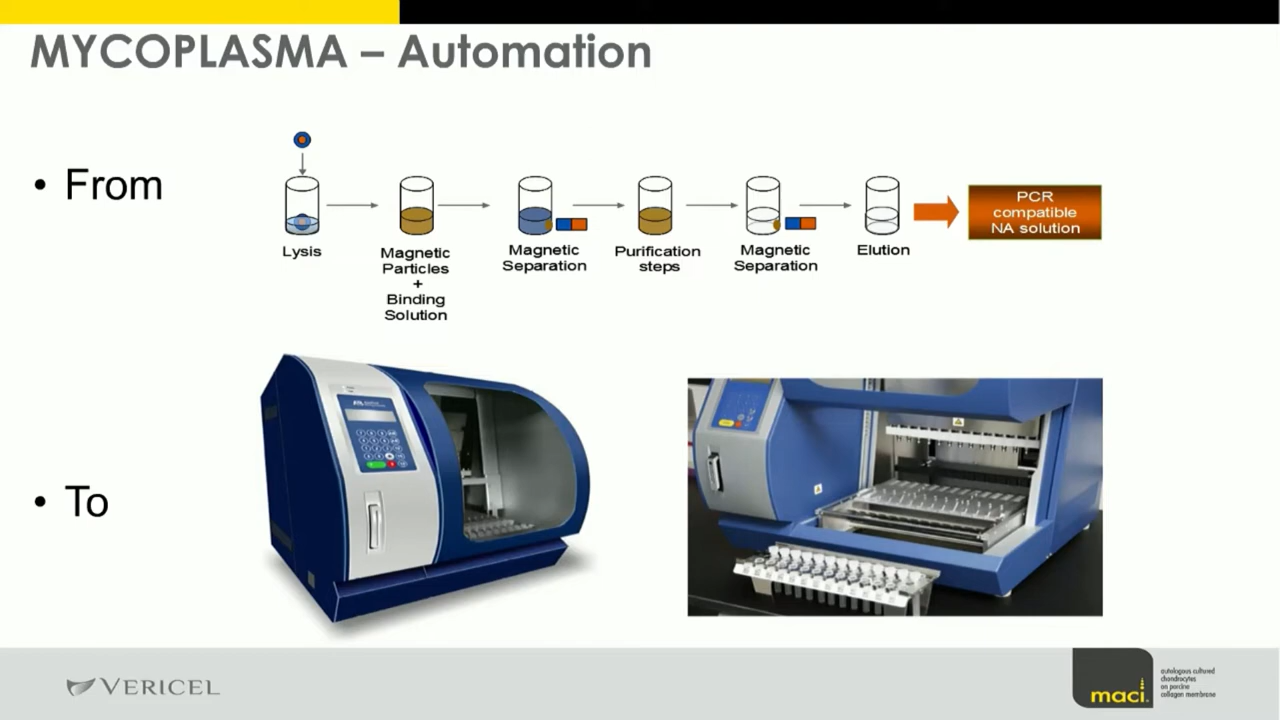 MYCOPLASMA – Automation
• From
Lysis
Magnetic
Particles
+
Binding
Solution
Magnetic
Separation
Purification
steps
Magnetic
Separation
Elution
PCR
compatible
NA solution
• To
VERICEL
maci
autologous cultured
chondrocytes
on porcine
collagen membrane